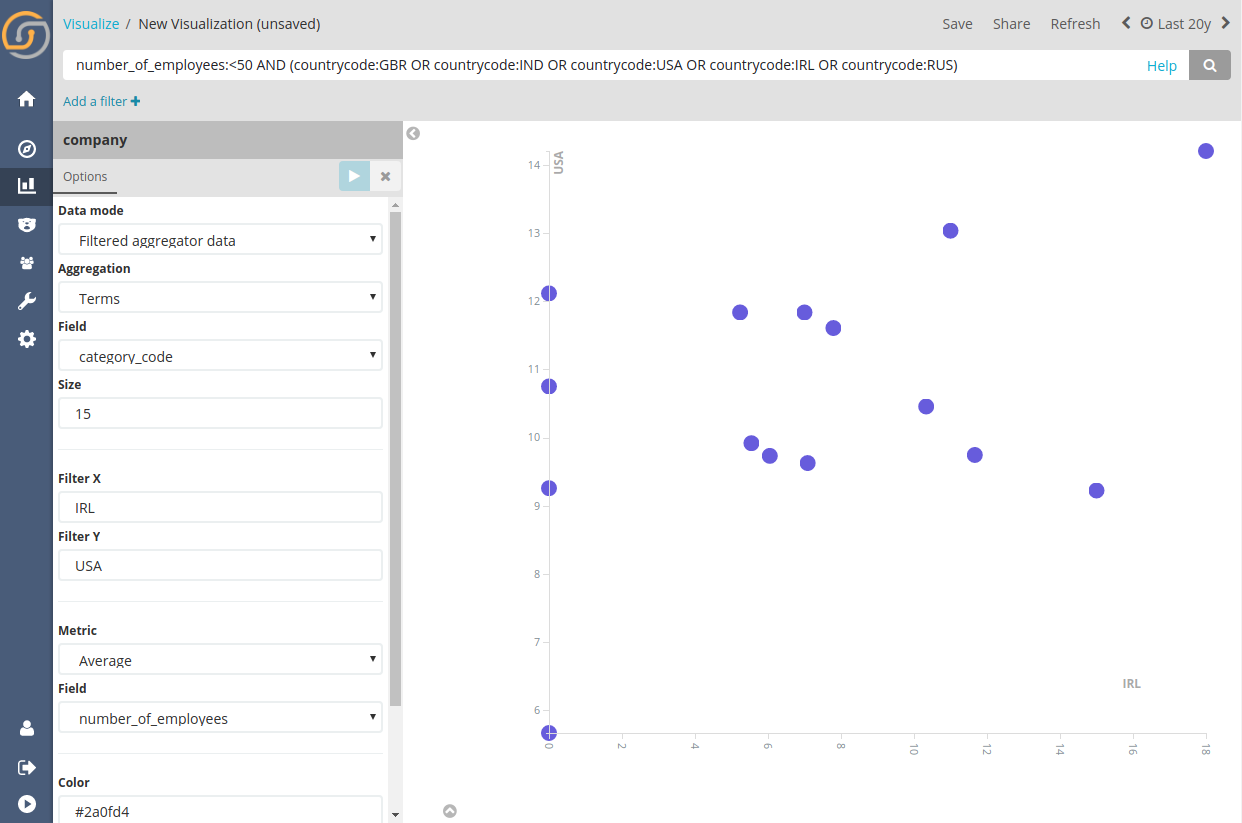 Visualize / New Visualization (unsaved)
Save Share Refresh Last 20y
number_of_employees:<50 AND (countrycode:GBR OR countrycode:IND OR countrycode:USA OR countrycode:IRL OR countrycode:RUS)
Help
Add a filter
company
Options
Data mode
Filtered aggregator data
Aggregation
Terms
Field
category_code
Size
15
Filter X
IRL
Filter Y
USA
Metric
Average
Field
number_of_employees
Color
#2a0fd4
USA
14
13
12
11
10
9
8
7
6
IRL
0 2 4 6 8 10 12 14 16 18